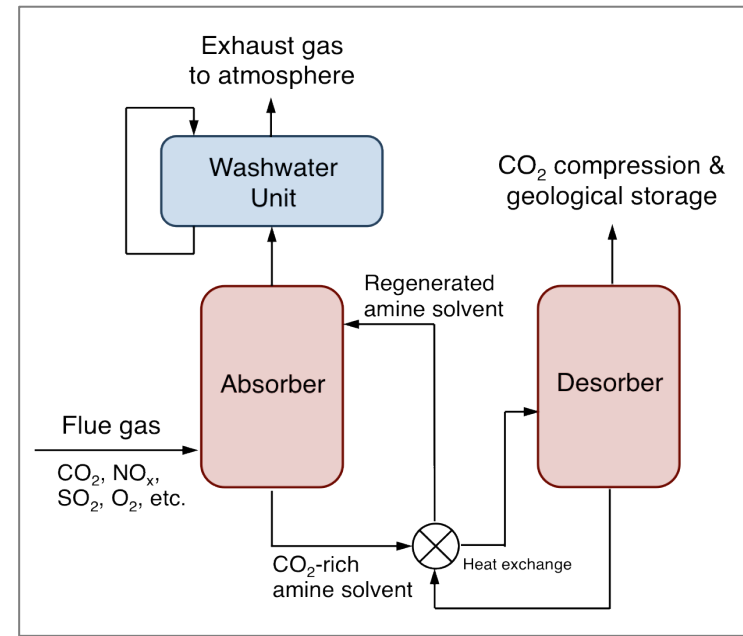 Exhaust gas
to atmosphere
Washwater
Unit
CO₂ compression &
geological storage
Regenerated
amine solvent
Absorber
Desorber
Flue gas
CO₂, NOₓ,
SO₂, O₂, etc.
CO₂-rich
amine solvent
Heat exchange